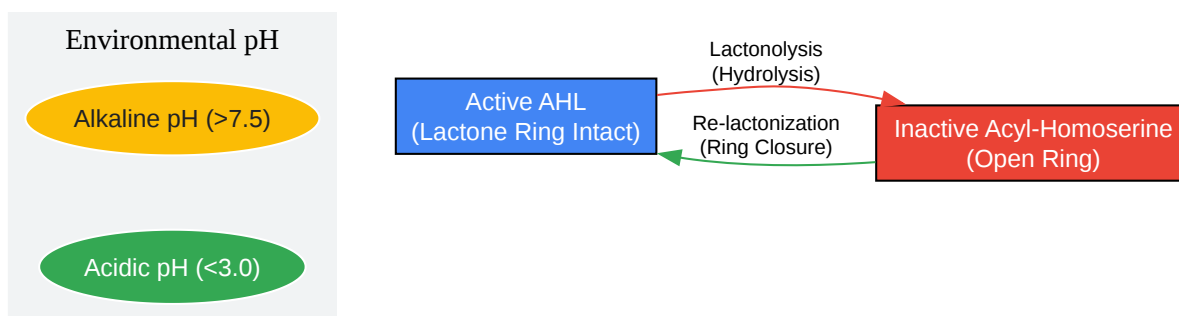 Environmental pH
Alkaline pH (>7.5)
Acidic pH (<3.0)
Active AHL
(Lactone Ring Intact)
Lactonolysis
(Hydrolysis)
Re-lactonization
(Ring Closure)
Inactive Acyl-Homoserine
(Open Ring)